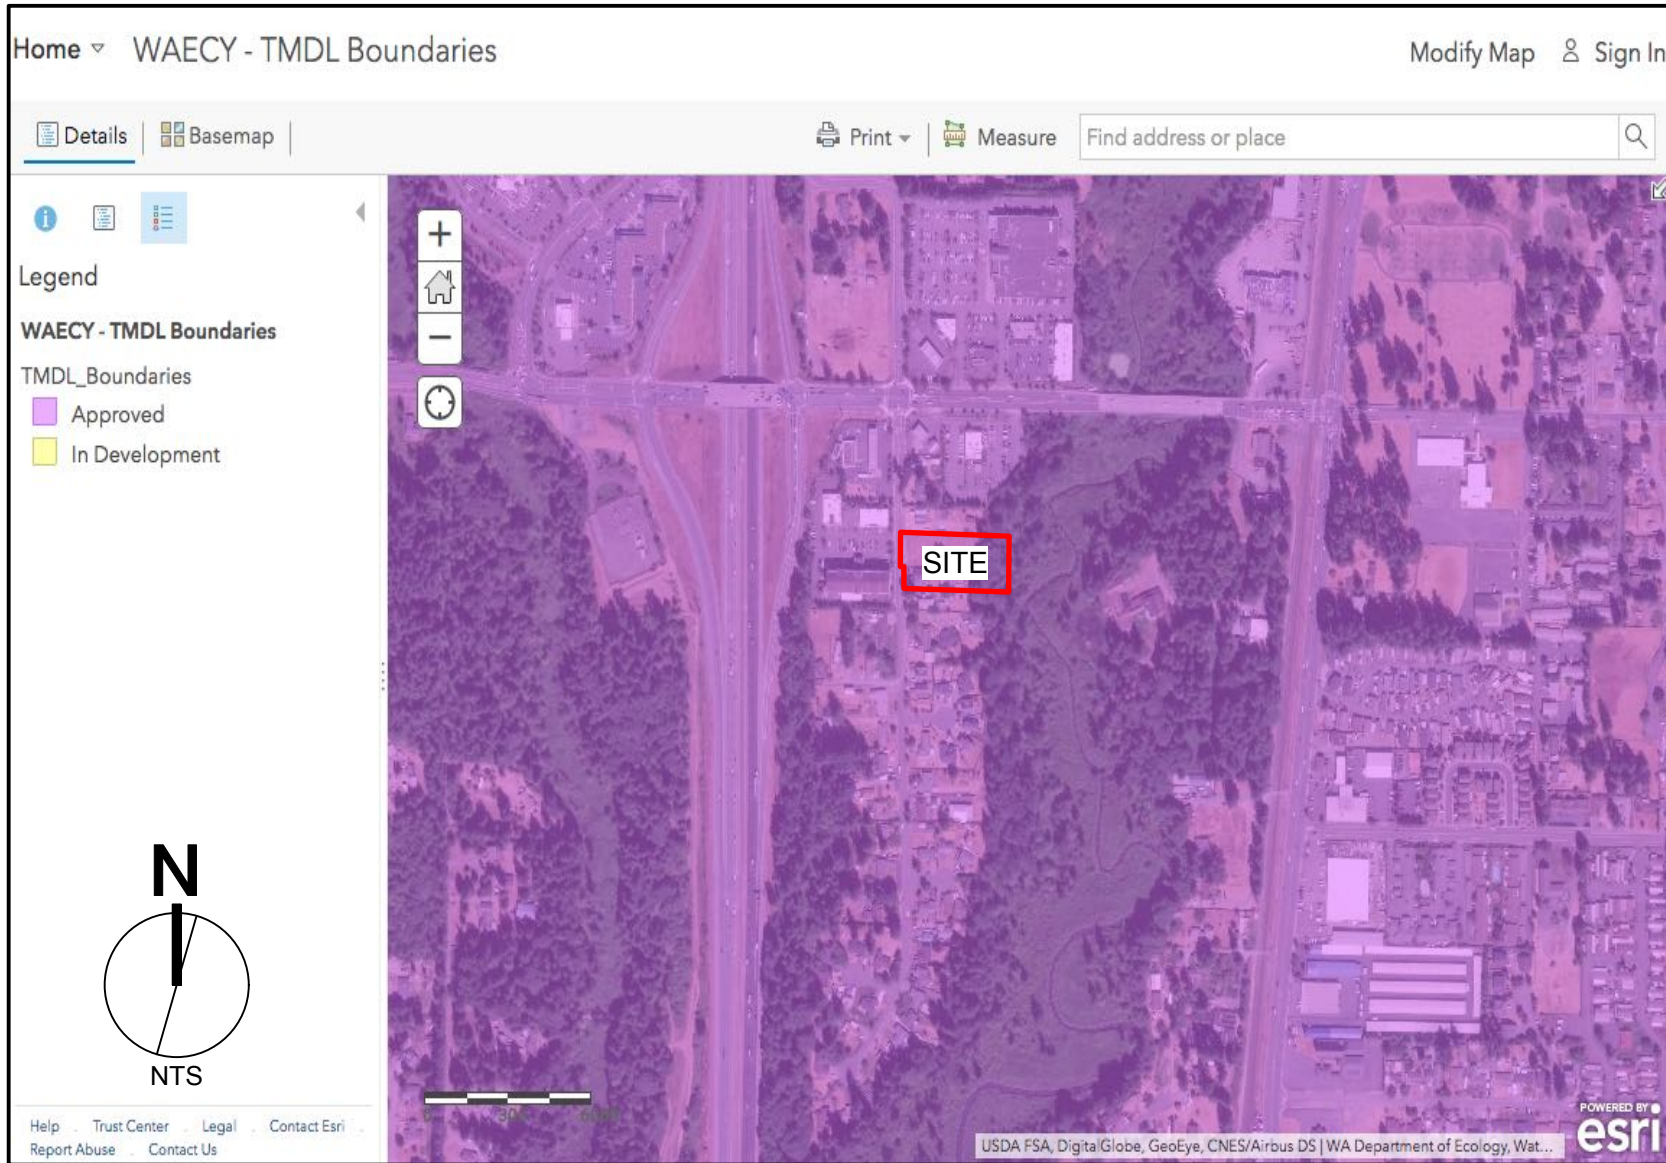 Home WAECY - TMDL Boundaries
Modify Map Sign In
Details Basemap
Print Measure Find address or place
Legend
WAECY - TMDL Boundaries
TMDL_Boundaries
Approved
In Development
SITE
N
NTS
Help . Trust Center . Legal . Contact Esri .
Report Abuse . Contact Us
USDA FSA, DigitalGlobe, GeoEye, CNES/Airbus DS | WA Department of Ecology, Wat...
POWERED BY
esri